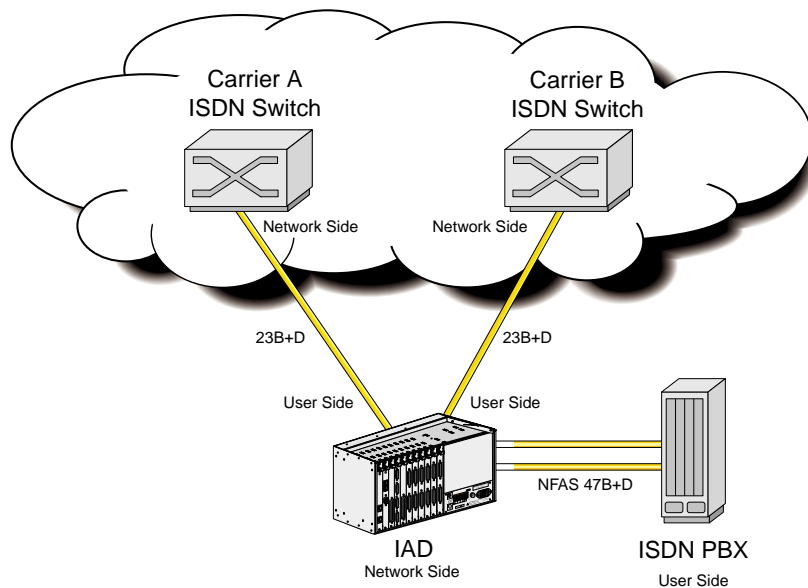 Carrier A
ISDN Switch
Carrier B
ISDN Switch
Network Side
Network Side
23B+D
23B+D
User Side
User Side
NFAS 47B+D
IAD
Network Side
ISDN PBX
User Side